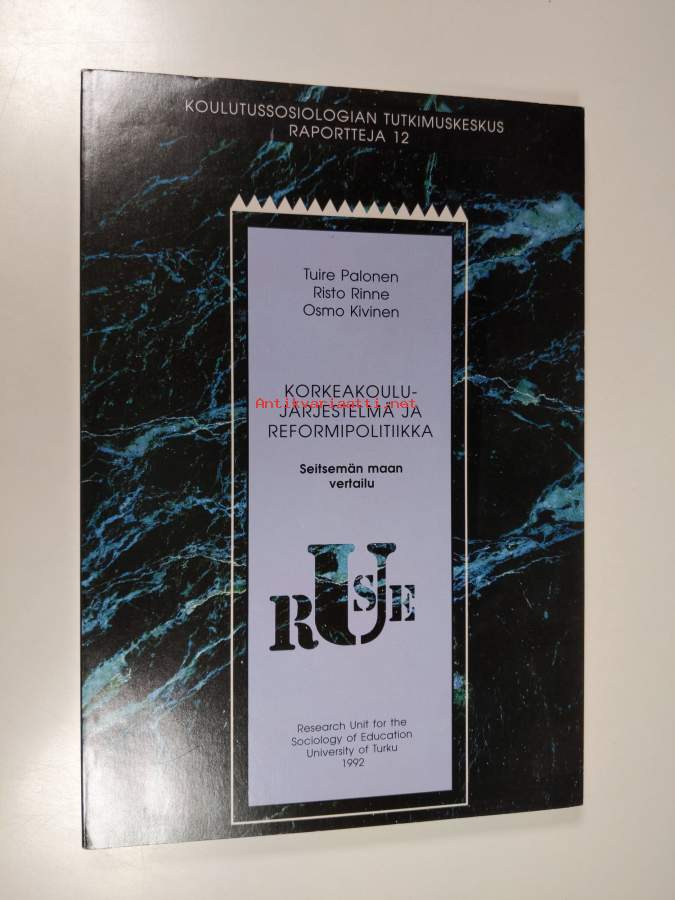 KOULUTUSSOSIOLOGIAN TUTKIMUSKESKUS
RAPORTTEJA 12
Tuire Palonen
Risto Rinne
Osmo Kivinen
KORKEAKOULU-
Antikvariaatti.net
JÄRJESTELMÄ JA
REFORMIPOLITIIKKA
Seitsemän maan
vertailu
RUSE
Research Unit for the
Sociology of Education
University of Turku
1992